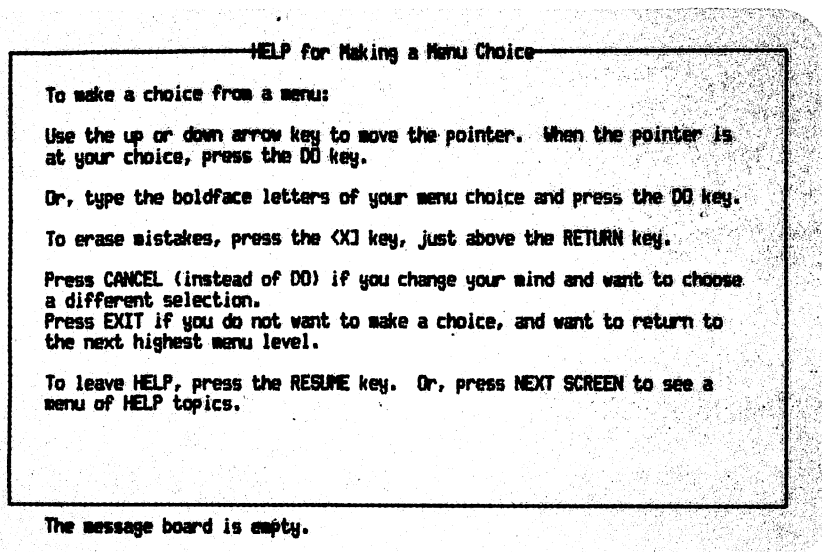 HELP for Making a Menu Choice
To make a choice from a menu:
Use the up or down arrow key to move the pointer.  When the pointer is
at your choice, press the DO key.
Or, type the boldface letters of your menu choice and press the DO key.
To erase mistakes, press the <X] key, just above the RETURN key.
Press CANCEL (instead of DO) if you change your mind and want to choose
a different selection.
Press EXIT if you do not want to make a choice, and want to return to
the next highest menu level.
To leave HELP, press the RESUME key.  Or, press NEXT SCREEN to see a
menu of HELP topics.
The message board is empty.